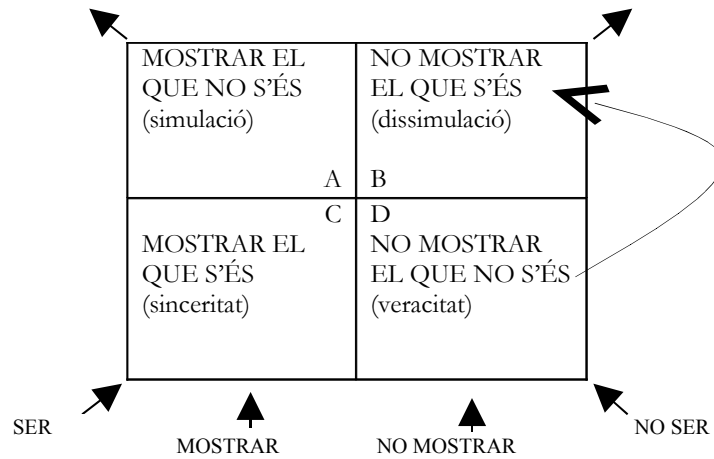 MOSTRAR EL
QUE NO S'ÉS
(simulació)
A
NO MOSTRAR
EL QUE S'ÉS
(dissimulació)
B
C
MOSTRAR EL
QUE S'ÉS
(sinceritat)
D
NO MOSTRAR
EL QUE NO S'ÉS
(veracitat)
SER
MOSTRAR
NO MOSTRAR
NO SER